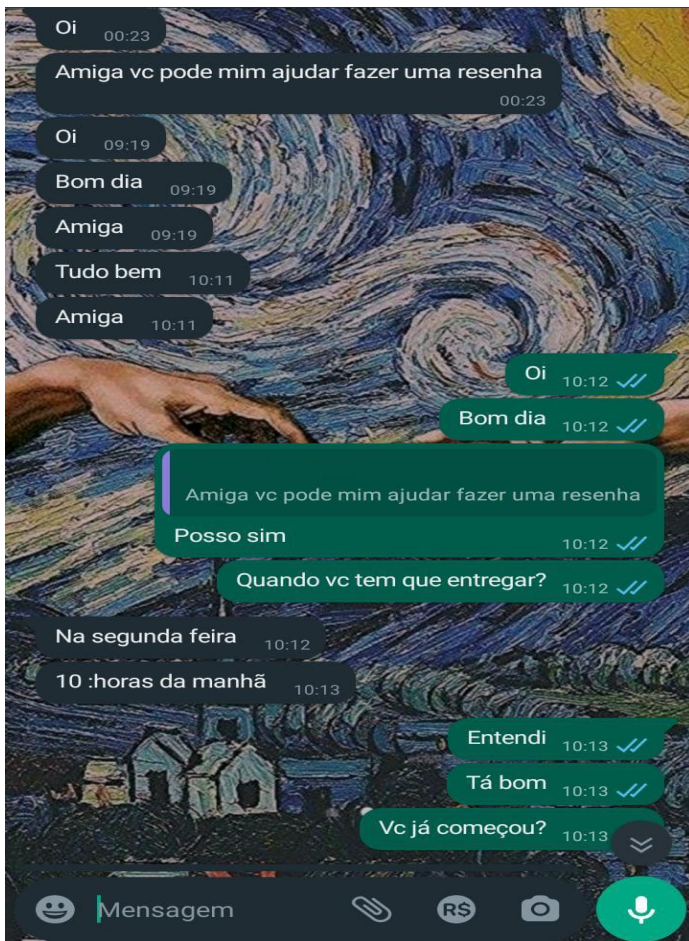 Oi 00:23
Amiga vc pode mim ajudar fazer uma resenha
00:23
Oi 09:19
Bom dia 09:19
Amiga 09:19
Tudo bem 10:11
Amiga 10:11
Oi 10:12
Bom dia 10:12
Amiga vc pode mim ajudar fazer uma resenha
Posso sim 10:12
Quando vc tem que entregar? 10:12
Na segunda feira 10:12
10 :horas da manhã 10:13
Entendi 10:13
Tá bom 10:13
Vc já começou? 10:13
Mensagem R$